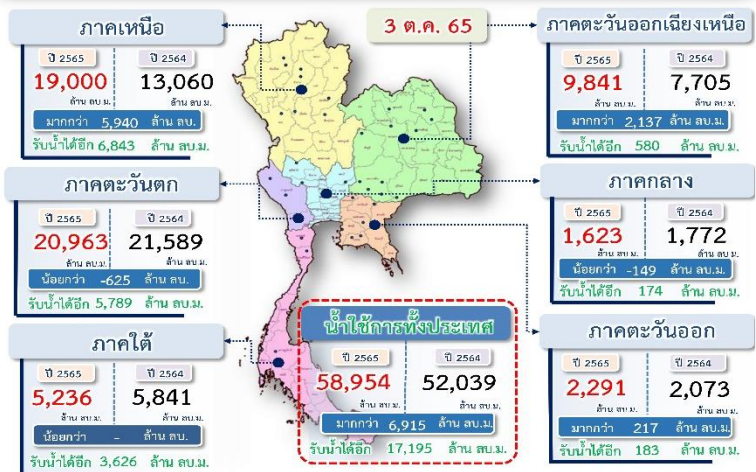 ภาคเหนือ
ปี 2565 ปี 2564
19,000 13,060
ล้าน ลบ.ม. ล้าน ลบ.ม.
มากกว่า 5,940 ล้าน ลบ.
รับน้ำได้อีก 6,843 ล้าน ลบ.ม.
3 ต.ค. 65
ภาคตะวันออกเฉียงเหนือ
ปี 2565 ปี 2564
9,841 7,705
ล้าน ลบ.ม. ล้าน ลบ.ม.
มากกว่า 2,137 ล้าน ลบ.ม.
รับน้ำได้อีก 580 ล้าน ลบ.ม.
ภาคตะวันตก
ปี 2565 ปี 2564
20,963 21,589
ล้าน ลบ.ม. ล้าน ลบ.ม.
น้อยกว่า -625 ล้าน ลบ.
รับน้ำได้อีก 5,789 ล้าน ลบ.ม.
ภาคกลาง
ปี 2565 ปี 2564
1,623 1,772
ล้าน ลบ.ม. ล้าน ลบ.ม.
น้อยกว่า -149 ล้าน ลบ.ม.
รับน้ำได้อีก 174 ล้าน ลบ.ม.
ภาคใต้
ปี 2565 ปี 2564
5,236 5,841
ล้าน ลบ.ม. ล้าน ลบ.ม.
น้อยกว่า - ล้าน ลบ.
รับน้ำได้อีก 3,626 ล้าน ลบ.ม.
น้ำใช้การทั้งประเทศ
ปี 2565 ปี 2564
58,954 52,039
ล้าน ลบ.ม. ล้าน ลบ.ม.
มากกว่า 6,915 ล้าน ลบ.ม.
รับน้ำได้อีก 17,195 ล้าน ลบ.ม.
ภาคตะวันออก
ปี 2565 ปี 2564
2,291 2,073
ล้าน ลบ.ม. ล้าน ลบ.ม.
มากกว่า 217 ล้าน ลบ.ม.
รับน้ำได้อีก 183 ล้าน ลบ.ม.